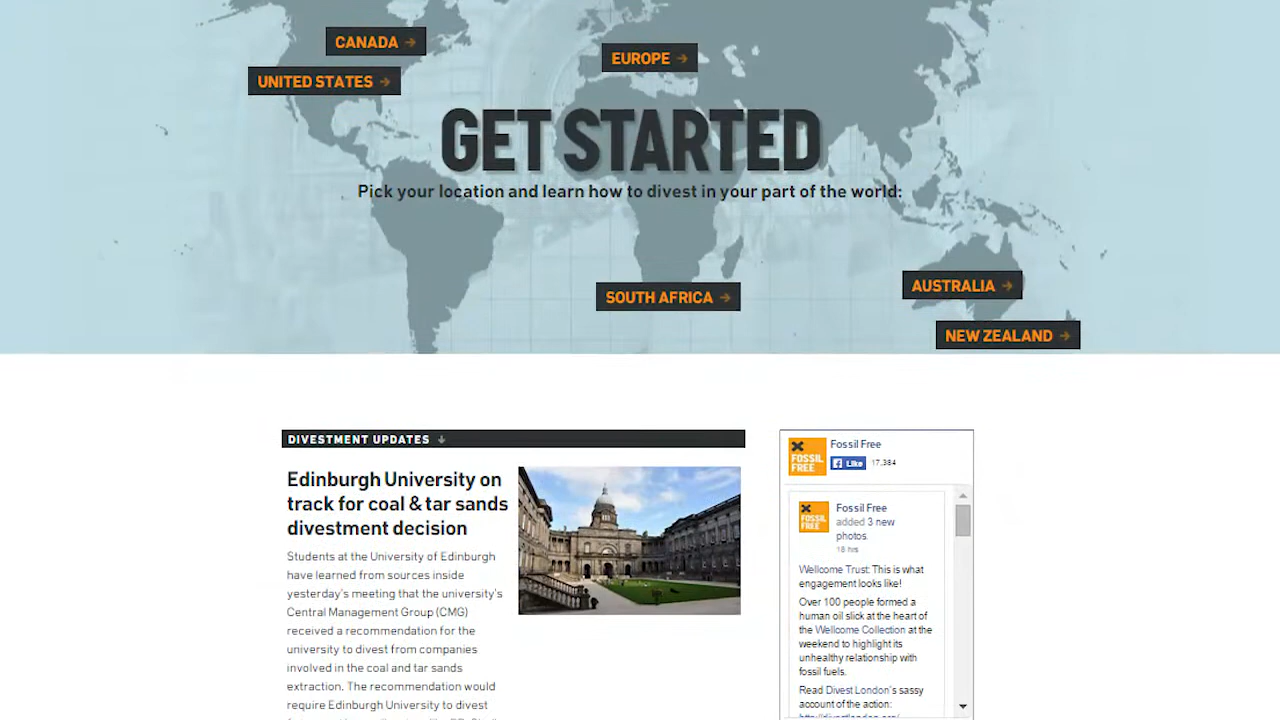 CANADA →
EUROPE →
UNITED STATES →
GET STARTED
Pick your location and learn how to divest in your part of the world:
SOUTH AFRICA →
AUSTRALIA →
NEW ZEALAND →
DIVESTMENT UPDATES ↓
Edinburgh University on
track for coal & tar sands
divestment decision
Students at the University of Edinburgh
have learned from sources inside
yesterday's meeting that the university's
Central Management Group (CMG)
received a recommendation for the
university to divest from companies
involved in the coal and tar sands
extraction. The recommendation would
require Edinburgh University to divest
FOSSIL
FREE
Fossil Free
Like 17,384
FOSSIL
FREE
Fossil Free
added 3 new
photos.
18 hrs
Wellcome Trust: This is what
engagement looks like!
Over 100 people formed a
human oil slick at the heart of
the Wellcome Collection at the
weekend to highlight its
unhealthy relationship with
fossil fuels.
Read Divest London's sassy
account of the action: